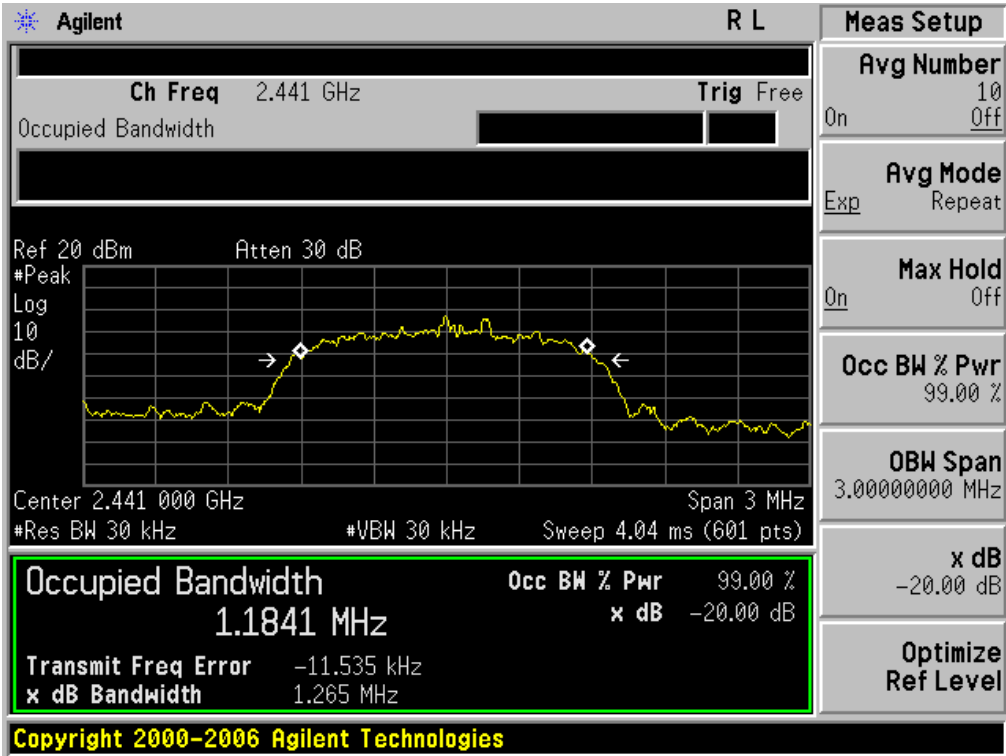 Agilent R L
Ch Freq 2.441 GHz Trig Free
Occupied Bandwidth
Ref 20 dBm Atten 30 dB
#Peak
Log
10
dB/
Center 2.441 000 GHz Span 3 MHz
#Res BW 30 kHz #VBW 30 kHz Sweep 4.04 ms (601 pts)
Occupied Bandwidth Occ BW % Pwr 99.00 %
1.1841 MHz x dB -20.00 dB
Transmit Freq Error -11.535 kHz
x dB Bandwidth 1.265 MHz
Copyright 2000-2006 Agilent Technologies
Meas Setup
Avg Number
10
On Off
Avg Mode
Exp Repeat
Max Hold
On Off
Occ BW % Pwr
99.00 %
OBW Span
3.00000000 MHz
x dB
-20.00 dB
Optimize
Ref Level